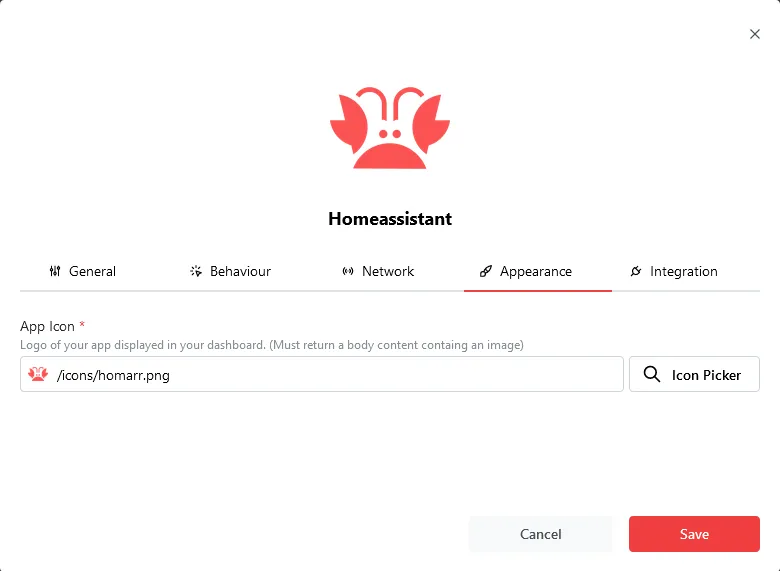 Homeassistant
General Behaviour Network Appearance Integration
App Icon *
Logo of your app displayed in your dashboard. (Must return a body content containg an image)
/icons/homarr.png Icon Picker
Cancel Save